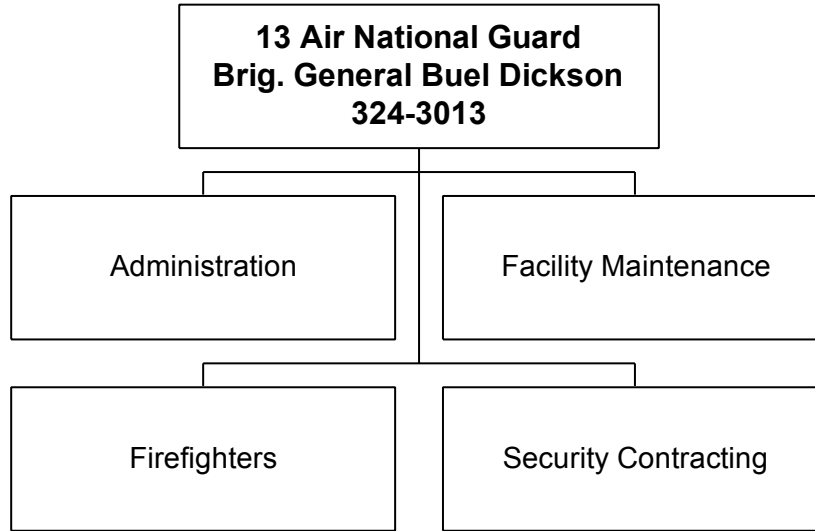 13 Air National Guard
Brig. General Buel Dickson
324-3013
Administration
Facility Maintenance
Firefighters
Security Contracting